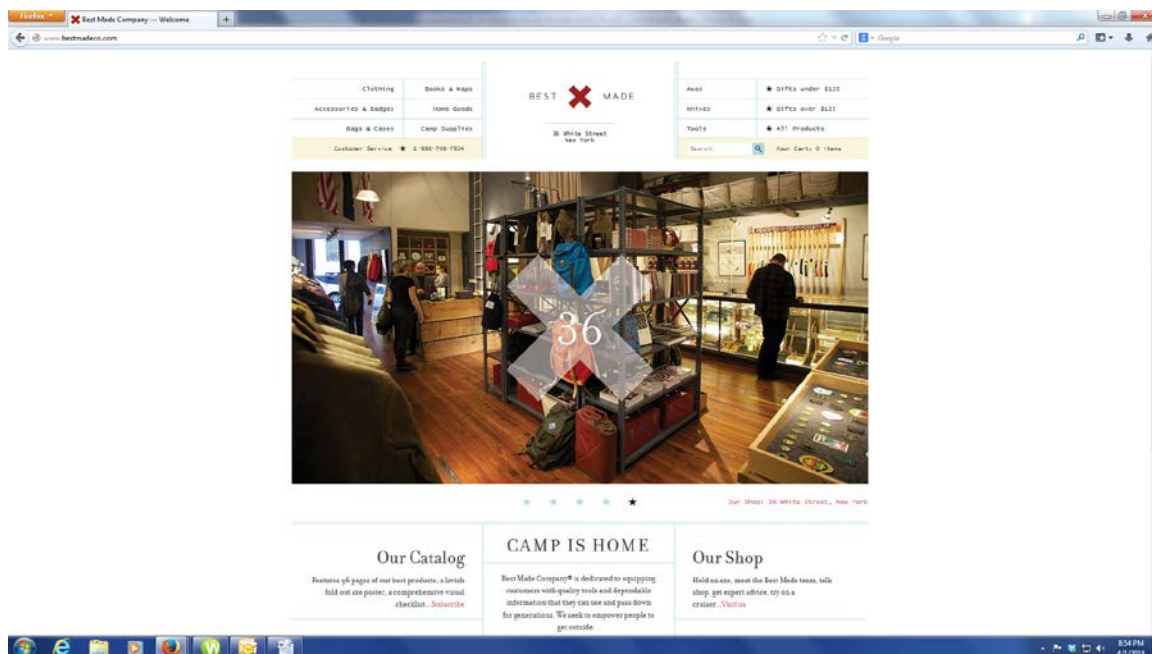 Firefox
Best Made Company — Welcome
www.bestmadeco.com
Google
Clothing
Books & Maps
Accessories & Badges
Home Goods
Bags & Cases
Camp Supplies
Customer Service ★
BEST MADE
36 White Street
New York
Axes
★ Gifts under $125
Knives
★ Gifts over $125
Tools
★ All Products
Search
Your Cart: 0 items
36
Our Shop: 36 White Street, New York
Our Catalog
Features 96 pages of our best products, a lavish
fold out axe poster, a comprehensive visual
checklist...Subscribe
CAMP IS HOME
Best Made Company® is dedicated to equipping
customers with quality tools and dependable
information that they can use and pass down
for generations. We seek to empower people to
get outside
Our Shop
Hold an axe, meet the Best Made team, talk
shop, get expert advice, try on a
cruiser...Visit us
8:54 PM